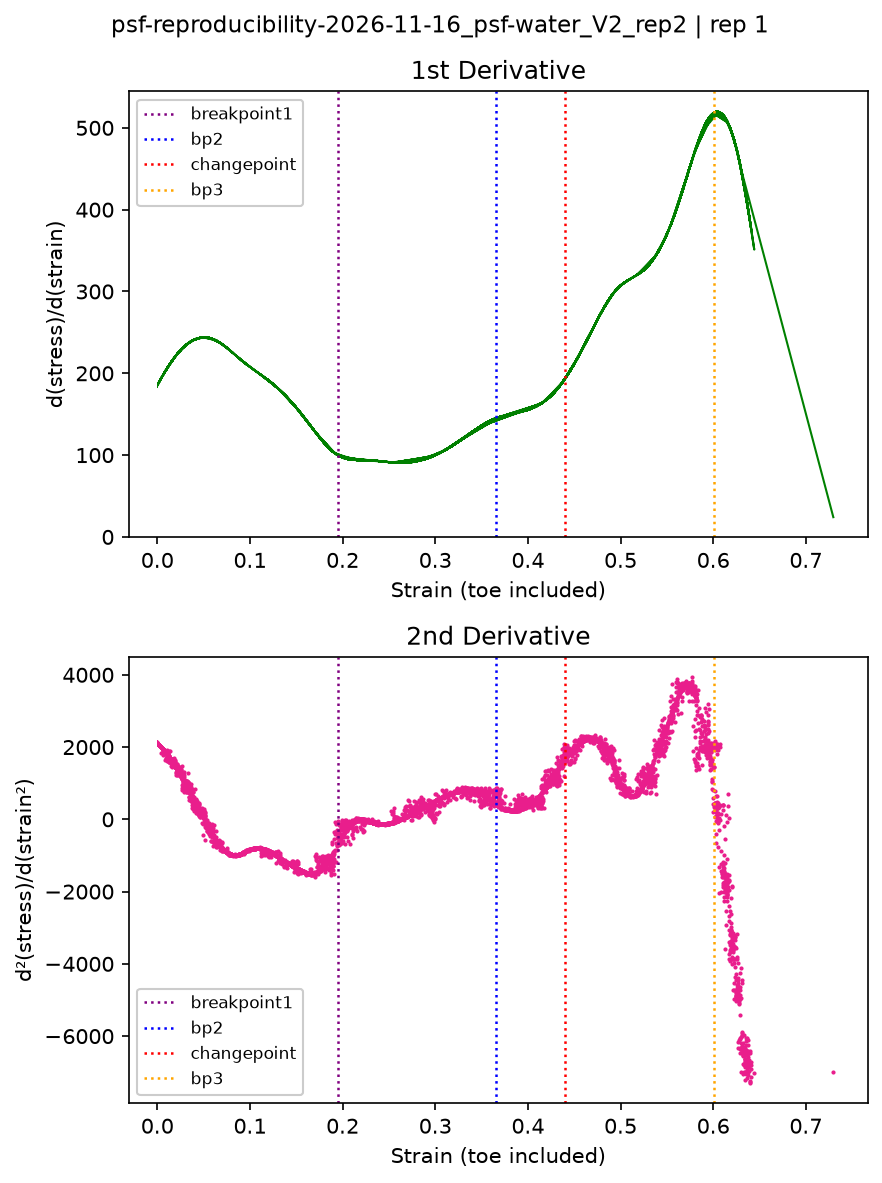 psf-reproducibility-2026-11-16_psf-water_V2_rep2 | rep 1
1st Derivative
breakpoint1
bp2
changepoint
bp3
d(stress)/d(strain)
500
400
300
200
100
0
0.0 0.1 0.2 0.3 0.4 0.5 0.6 0.7
Strain (toe included)
2nd Derivative
d²(stress)/d(strain²)
4000
2000
0
−2000
−4000
−6000
breakpoint1
bp2
changepoint
bp3
0.0 0.1 0.2 0.3 0.4 0.5 0.6 0.7
Strain (toe included)